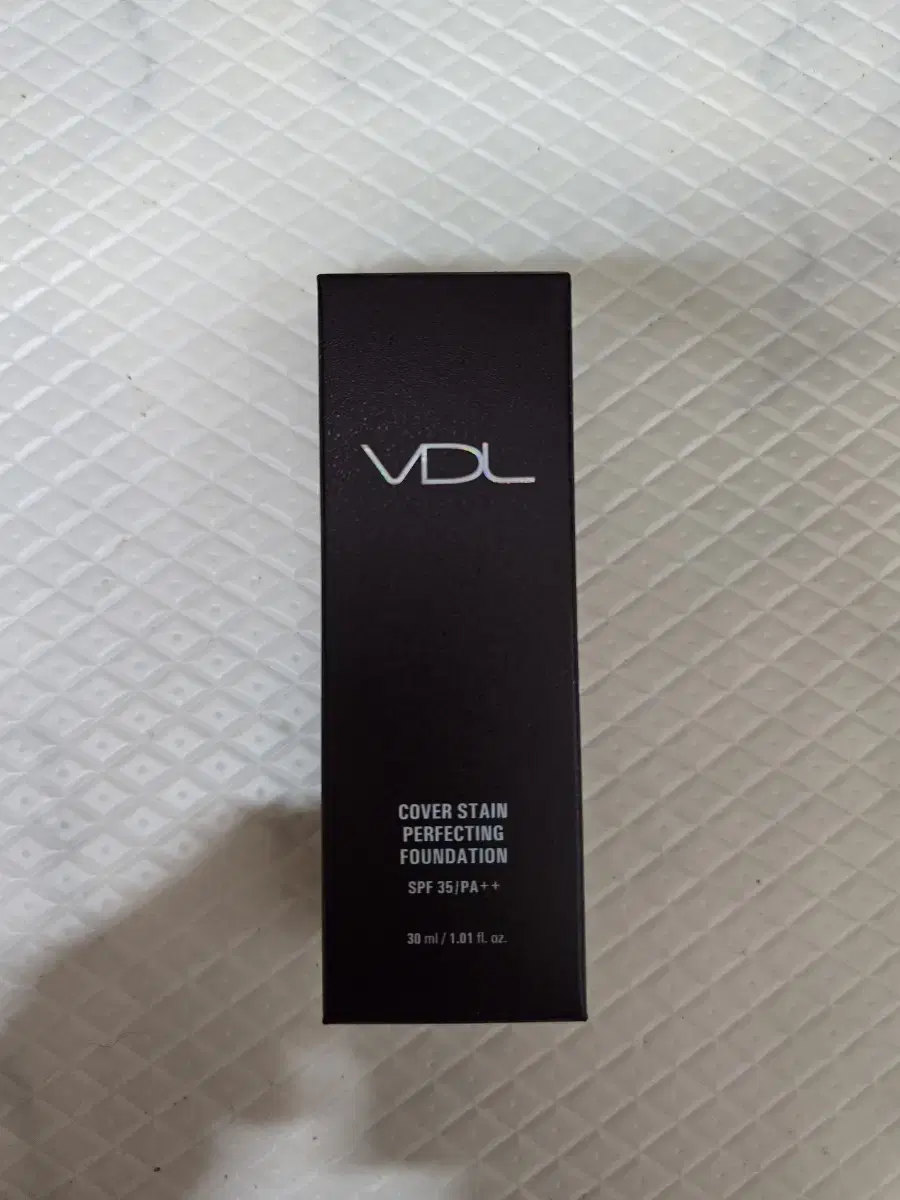 VDL
COVER STAIN
PERFECTING
FOUNDATION
SPF 35/PA++
30 ml / 1.01 fl. oz.